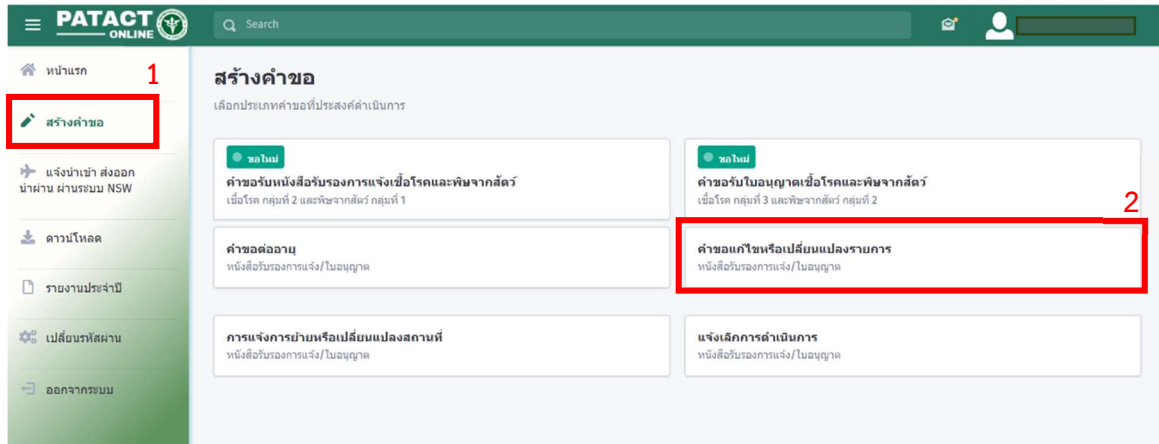 PATACT
ONLINE
Search
หน้าแรก
1
สร้างคำขอ
แจ้งนำเข้า ส่งออก
นำผ่าน ผ่านระบบ NSW
ดาวน์โหลด
รายงานประจำปี
เปลี่ยนรหัสผ่าน
ออกจากระบบ
สร้างคำขอ
เลือกประเภทคำขอที่ประสงค์ดำเนินการ
ขอใหม่
คำขอรับหนังสือรับรองการแจ้งเชื้อโรคและพิษจากสัตว์
เชื้อโรค กลุ่มที่ 2 และพิษจากสัตว์ กลุ่มที่ 1
ขอใหม่
คำขอรับใบอนุญาตเชื้อโรคและพิษจากสัตว์
เชื้อโรค กลุ่มที่ 3 และพิษจากสัตว์ กลุ่มที่ 2
2
คำขอต่ออายุ
หนังสือรับรองการแจ้ง/ใบอนุญาต
คำขอแก้ไขหรือเปลี่ยนแปลงรายการ
หนังสือรับรองการแจ้ง/ใบอนุญาต
การแจ้งการย้ายหรือเปลี่ยนแปลงสถานที่
หนังสือรับรองการแจ้ง/ใบอนุญาต
แจ้งเลิกการดำเนินการ
หนังสือรับรองการแจ้ง/ใบอนุญาต